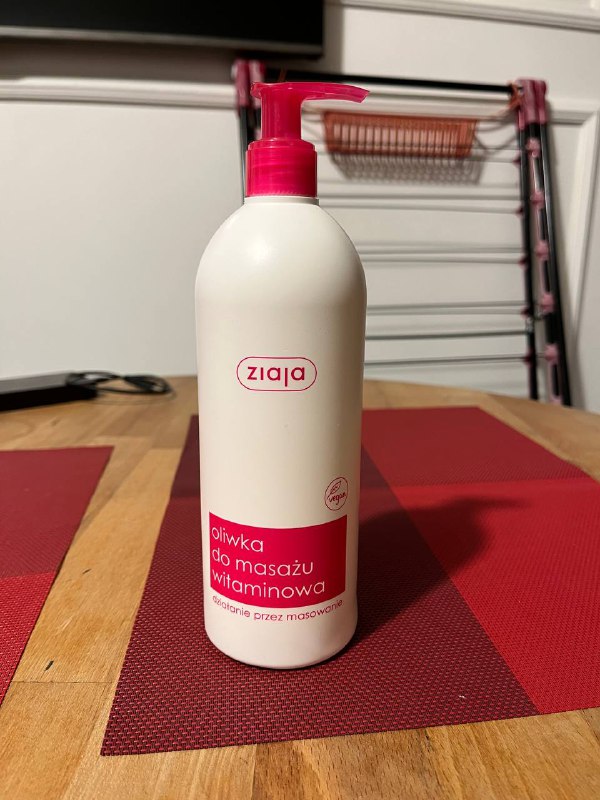 ziaja
vegan
oliwka
do masażu
witaminowa
działanie przez masowanie